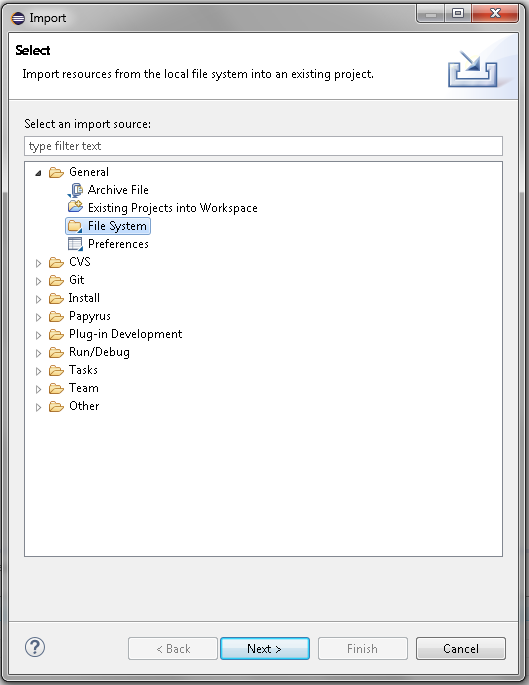 Import
Select
Import resources from the local file system into an existing project.
Select an import source:
type filter text
General
Archive File
Existing Projects into Workspace
File System
Preferences
CVS
Git
Install
Papyrus
Plug-in Development
Run/Debug
Tasks
Team
Other
?
< Back
Next >
Finish
Cancel